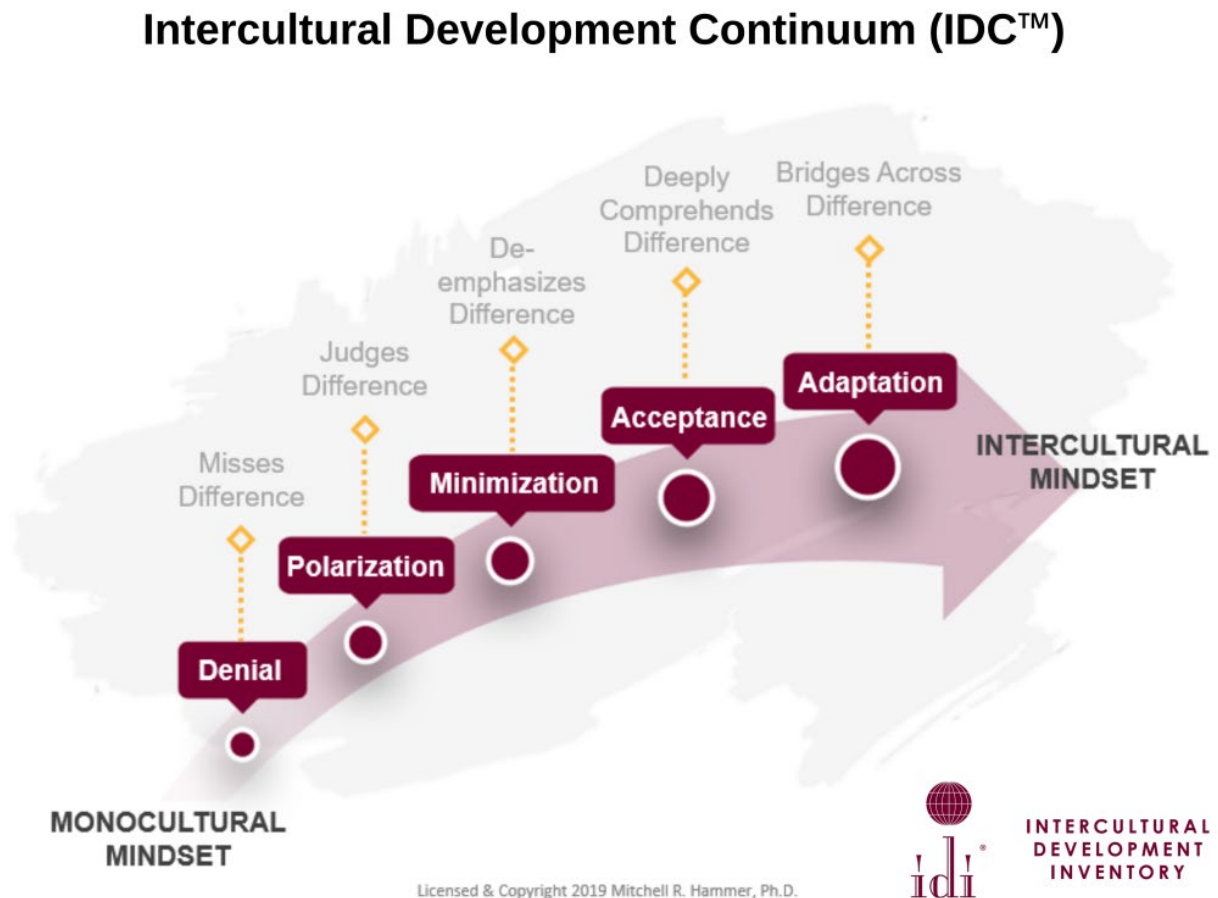 Intercultural Development Continuum (IDC™)
Misses
Difference
Judges
Difference
De-
emphasizes
Difference
Deeply
Comprehends
Difference
Bridges Across
Difference
Denial
Polarization
Minimization
Acceptance
Adaptation
MONOCULTURAL
MINDSET
INTERCULTURAL
MINDSET
idi®
INTERCULTURAL
DEVELOPMENT
INVENTORY
Licensed & Copyright 2019 Mitchell R. Hammer, Ph.D.